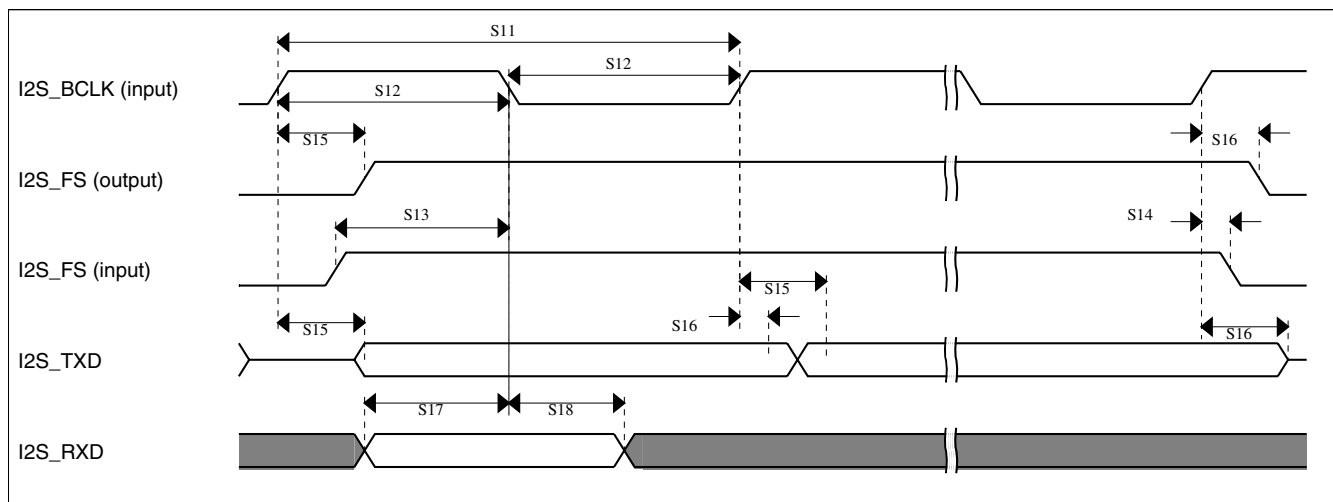 S11
I2S_BCLK (input)
S12
S12
S15
S16
I2S_FS (output)
S13
S14
I2S_FS (input)
S15
S16
S15
S16
I2S_TXD
S17
S18
I2S_RXD